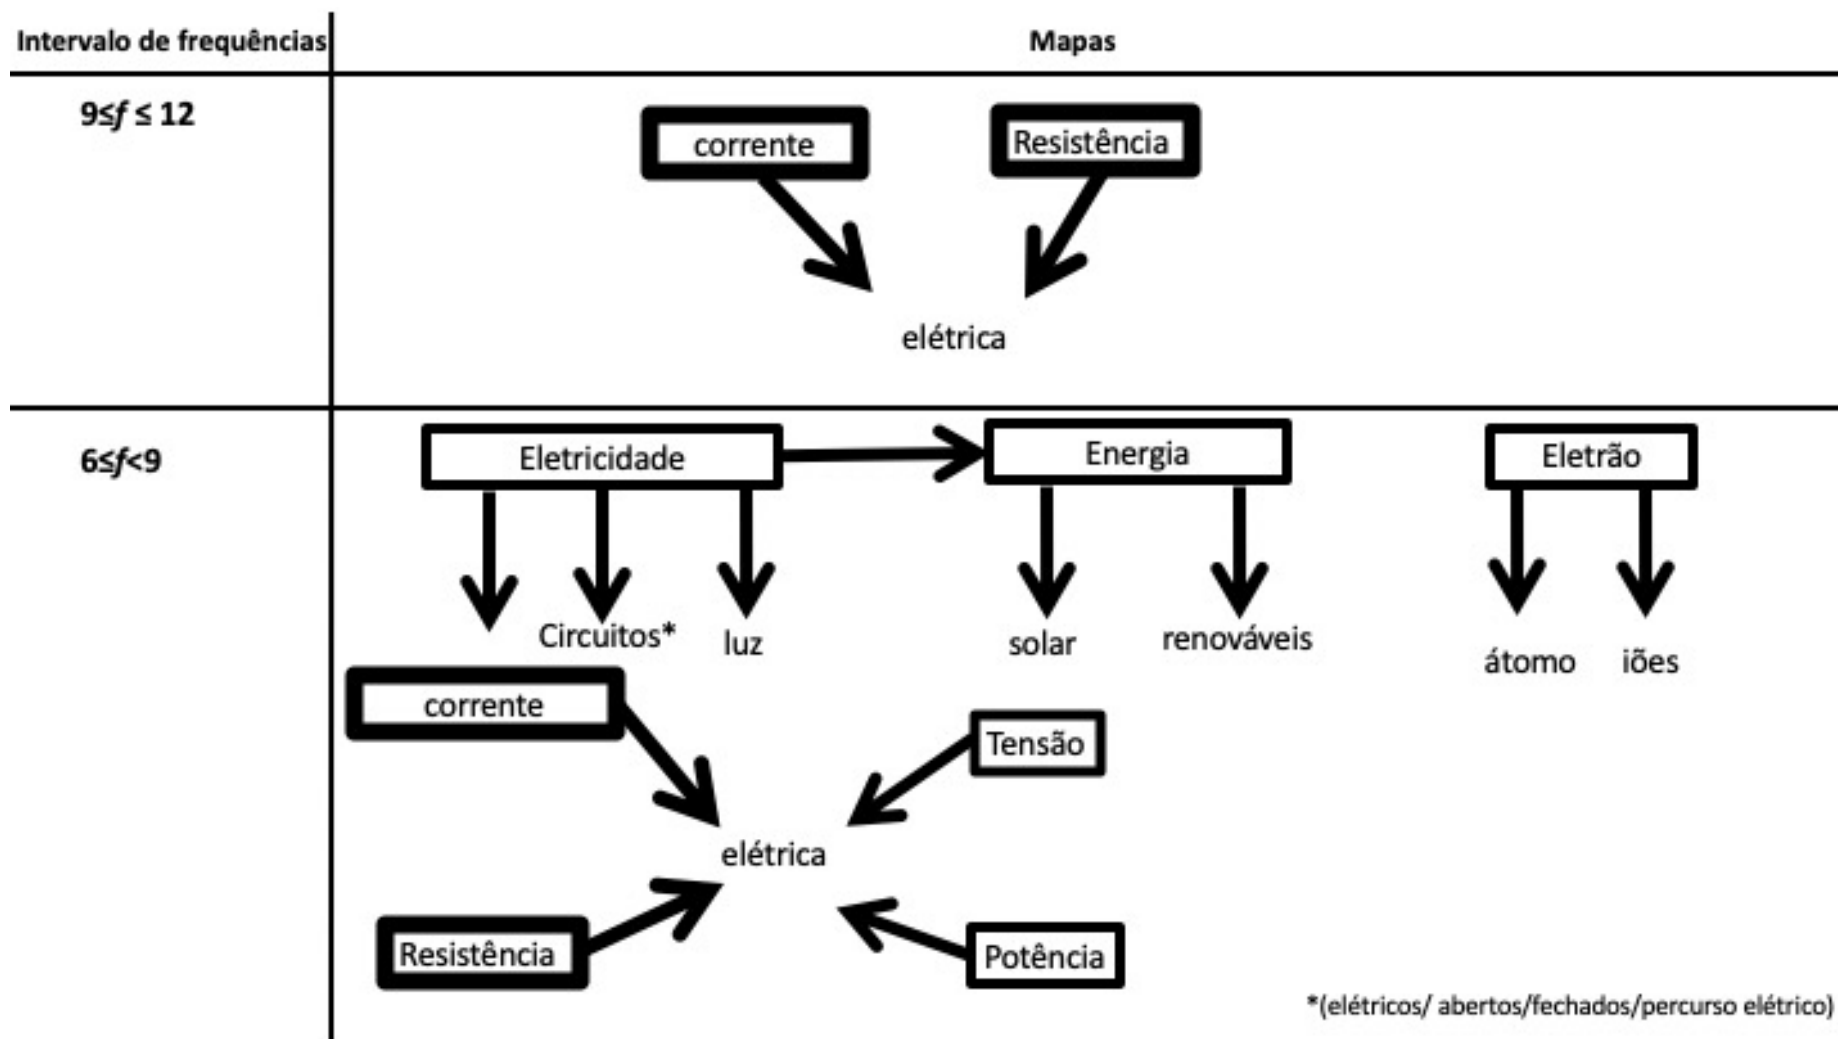 Intervalo de frequências
Mapas
9≤f ≤ 12
corrente
Resistência
elétrica
6≤f<9
Eletricidade
Energia
Eletrão
Circuitos*
luz
solar
renováveis
átomo
iões
corrente
Tensão
elétrica
Resistência
Potência
*(elétricos/ abertos/fechados/percurso elétrico)